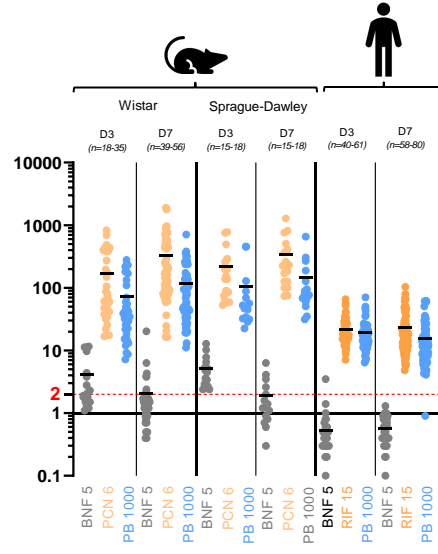 Wistar Sprague-Dawley
D3 D7 D3 D7 D3 D7
(n=18-35) (n=39-56) (n=15-18) (n=15-18) (n=40-61) (n=58-80)
10000
1000
100
10
2
1
0.1
BNF 5 PCN 6 PB 1000 BNF 5 PCN 6 PB 1000 BNF 5 PCN 6 PB 1000 BNF 5 PCN 6 PB 1000 BNF 5 RIF 15 PB 1000 BNF 5 RIF 15 PB 1000